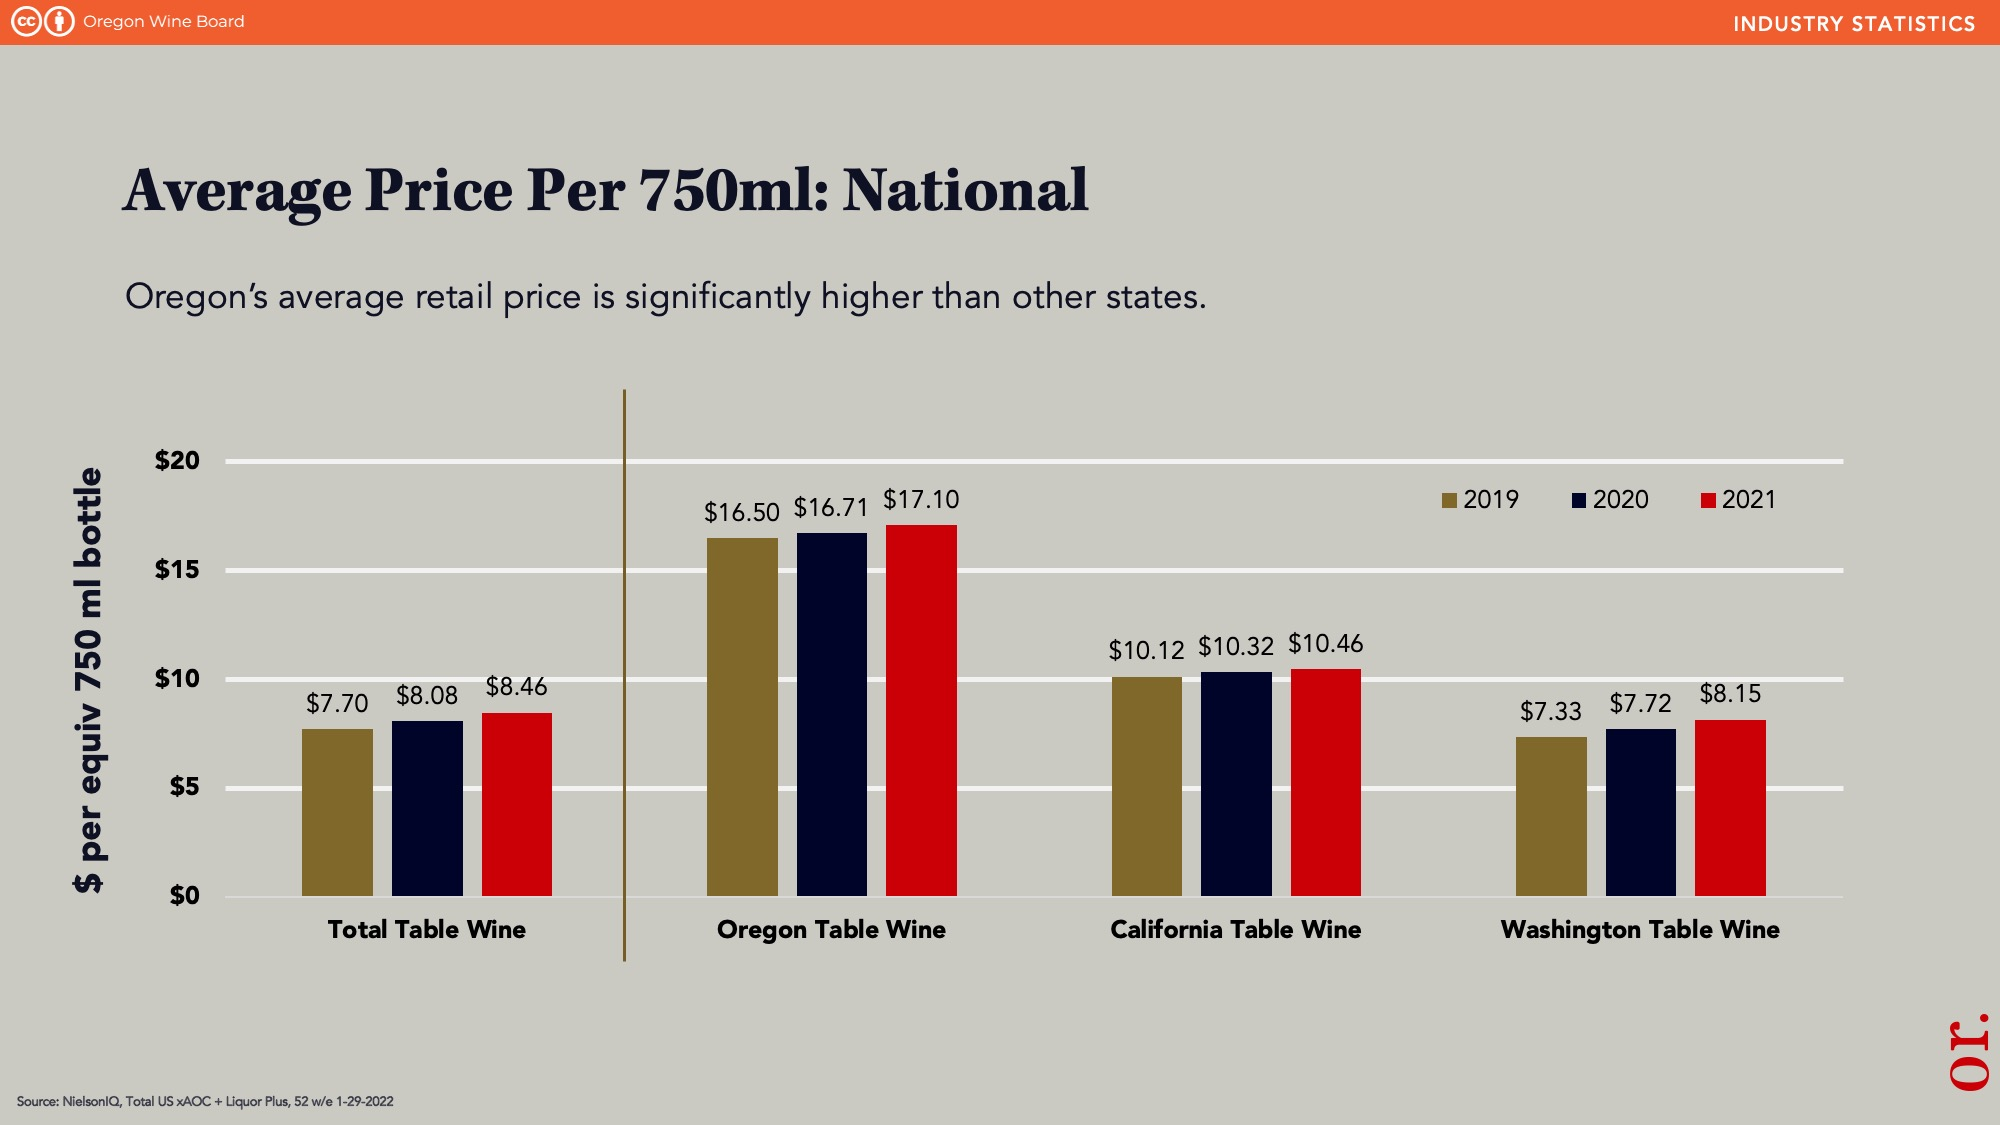 cc Oregon Wine Board
INDUSTRY STATISTICS
Average Price Per 750ml: National
Oregon’s average retail price is significantly higher than other states.
$ per equiv 750 ml bottle
$20
$15
$10
$5
$0
2019 2020 2021
$7.70 $8.08 $8.46
$16.50 $16.71 $17.10
$10.12 $10.32 $10.46
$7.33 $7.72 $8.15
Total Table Wine
Oregon Table Wine
California Table Wine
Washington Table Wine
or.
Source: NielsonIQ, Total US xAOC + Liquor Plus, 52 w/e 1-29-2022